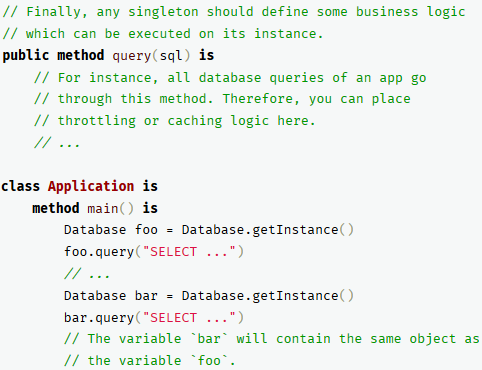 // Finally, any singleton should define some business logic
// which can be executed on its instance.
public method query(sql) is
    // For instance, all database queries of an app go
    // through this method. Therefore, you can place
    // throttling or caching logic here.
    // ...

class Application is
    method main() is
        Database foo = Database.getInstance()
        foo.query("SELECT ...")
        // ...
        Database bar = Database.getInstance()
        bar.query("SELECT ...")
        // The variable `bar` will contain the same object as
        // the variable `foo`.